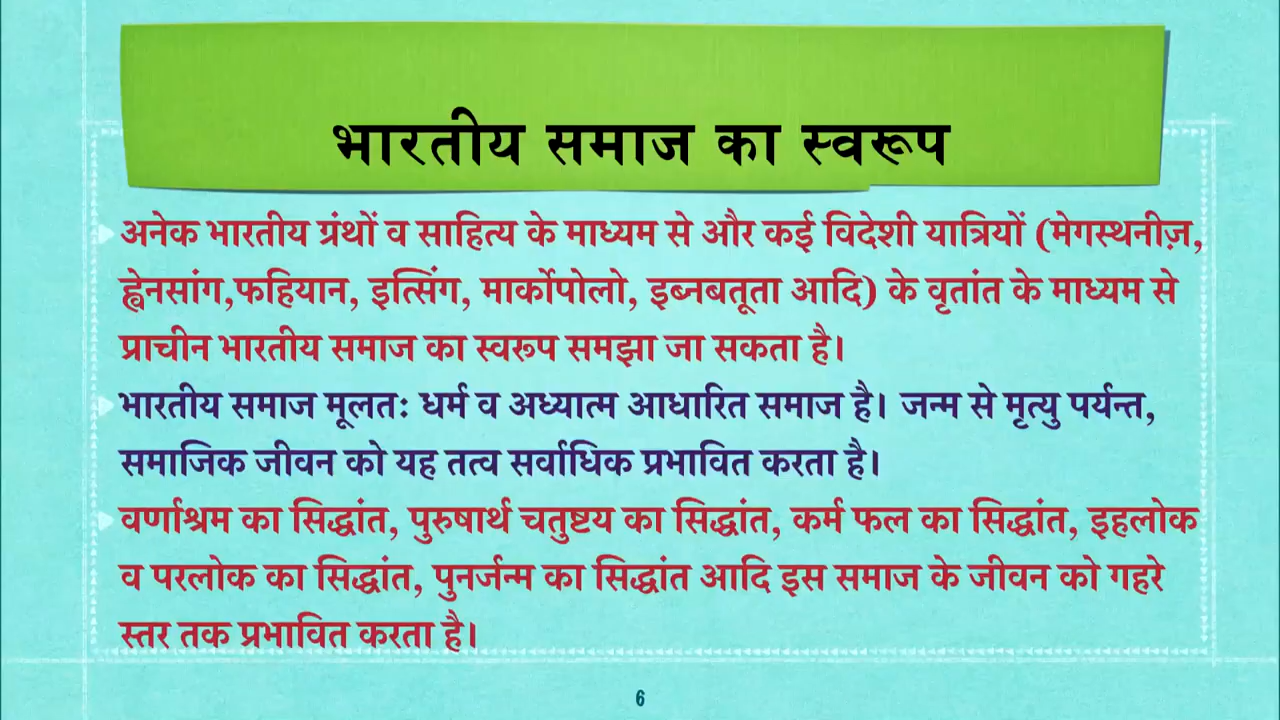 भारतीय समाज का स्वरूप
अनेक भारतीय ग्रंथों व साहित्य के माध्यम से और कई विदेशी यात्रियों (मेगस्थनीज़,
ह्वेनसांग,फहियान, इत्सिंग, मार्कोपोलो, इब्नबतूता आदि) के वृतांत के माध्यम से
प्राचीन भारतीय समाज का स्वरूप समझा जा सकता है।
भारतीय समाज मूलतः धर्म व अध्यात्म आधारित समाज है। जन्म से मृत्यु पर्यन्त,
समाजिक जीवन को यह तत्व सर्वाधिक प्रभावित करता है।
वर्णाश्रम का सिद्धांत, पुरुषार्थ चतुष्टय का सिद्धांत, कर्म फल का सिद्धांत, इहलोक
व परलोक का सिद्धांत, पुनर्जन्म का सिद्धांत आदि इस समाज के जीवन को गहरे
स्तर तक प्रभावित करता है।
6